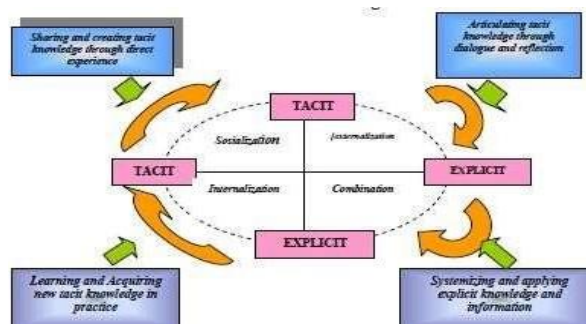 Sharing and creating tacit
knowledge through direct
experience
Articulating tacit
knowledge through
dialogue and reflection
TACIT
Sosialization
TACIT
EXPLICIT
Internalization
Combination
EXPLICIT
Learning and Acquiring
new tacit knowledge in
practice
Systemizing and applying
explicit knowledge and
information